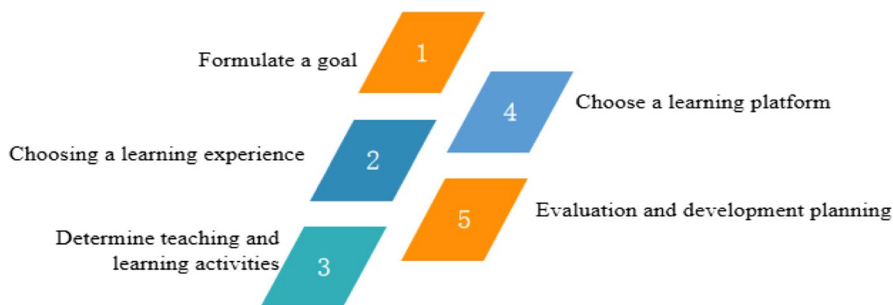 Formulate a goal
1
Choosing a learning experience
2
Determine teaching and
learning activities
3
4
Choose a learning platform
5
Evaluation and development planning